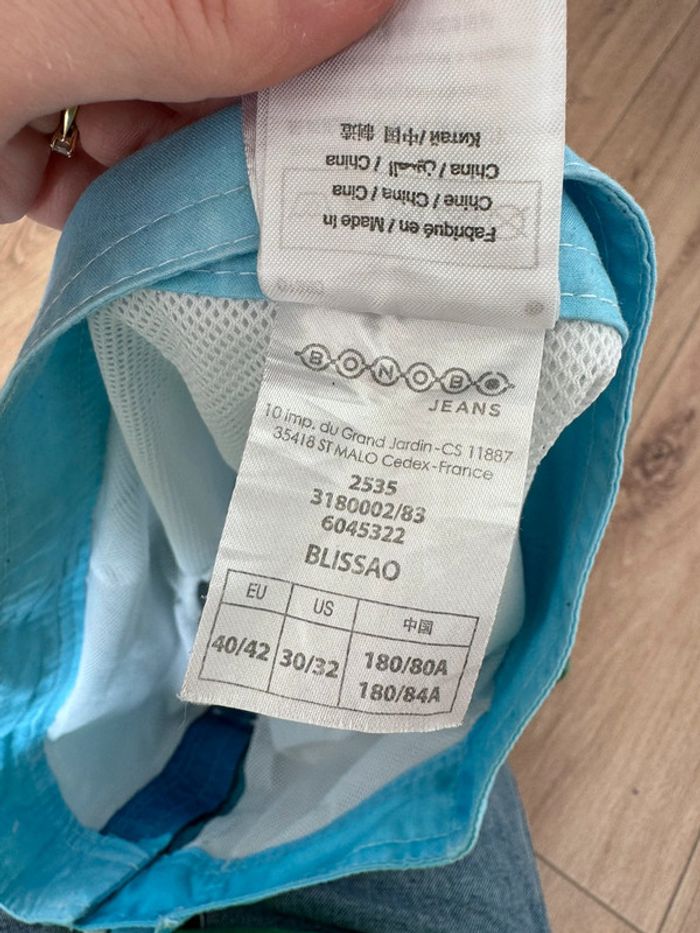 Fabriqué en / Made in
Chine / China / Cina
China / الصين / China
Китай / 中国 制造
BONOBO
JEANS
10 imp. du Grand Jardin-CS 11887
35418 ST MALO Cedex-France
2535
3180002/83
6045322
BLISSAO
EU US 中国
40/42 30/32 180/80A
180/84A